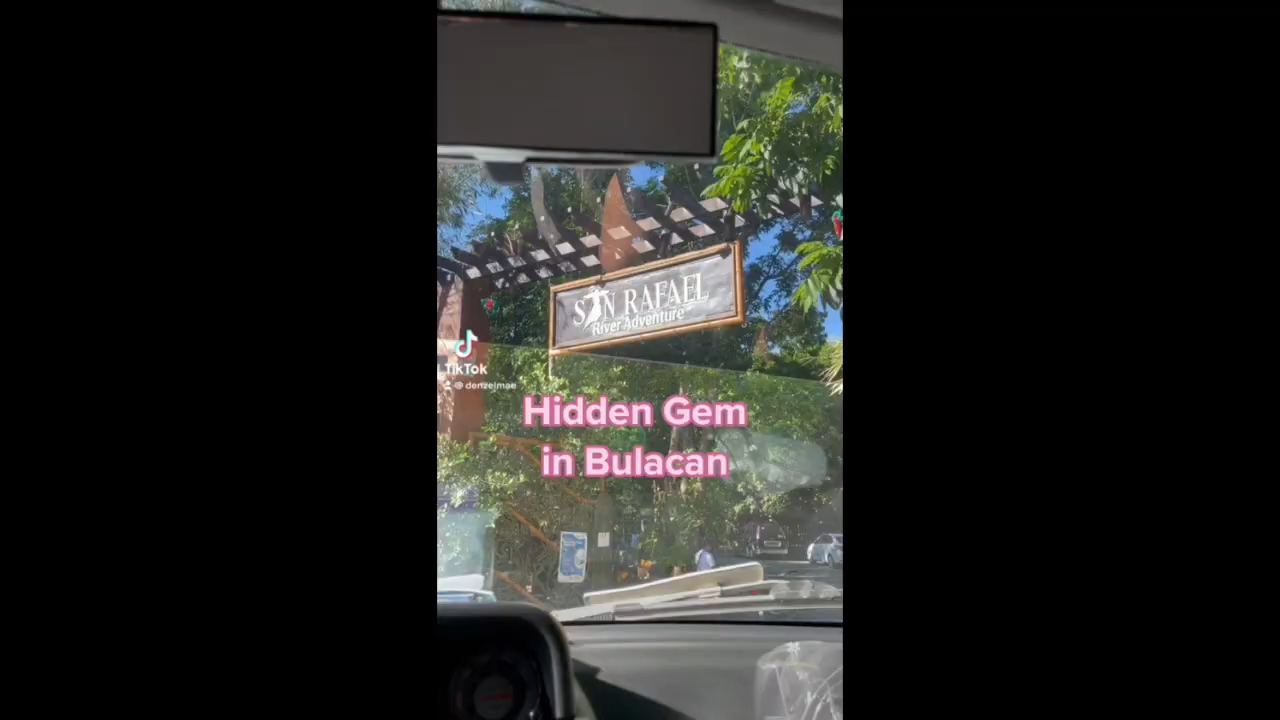 SAN RAFAEL
River Adventure
TikTok
@denzelmae
Hidden Gem
in Bulacan